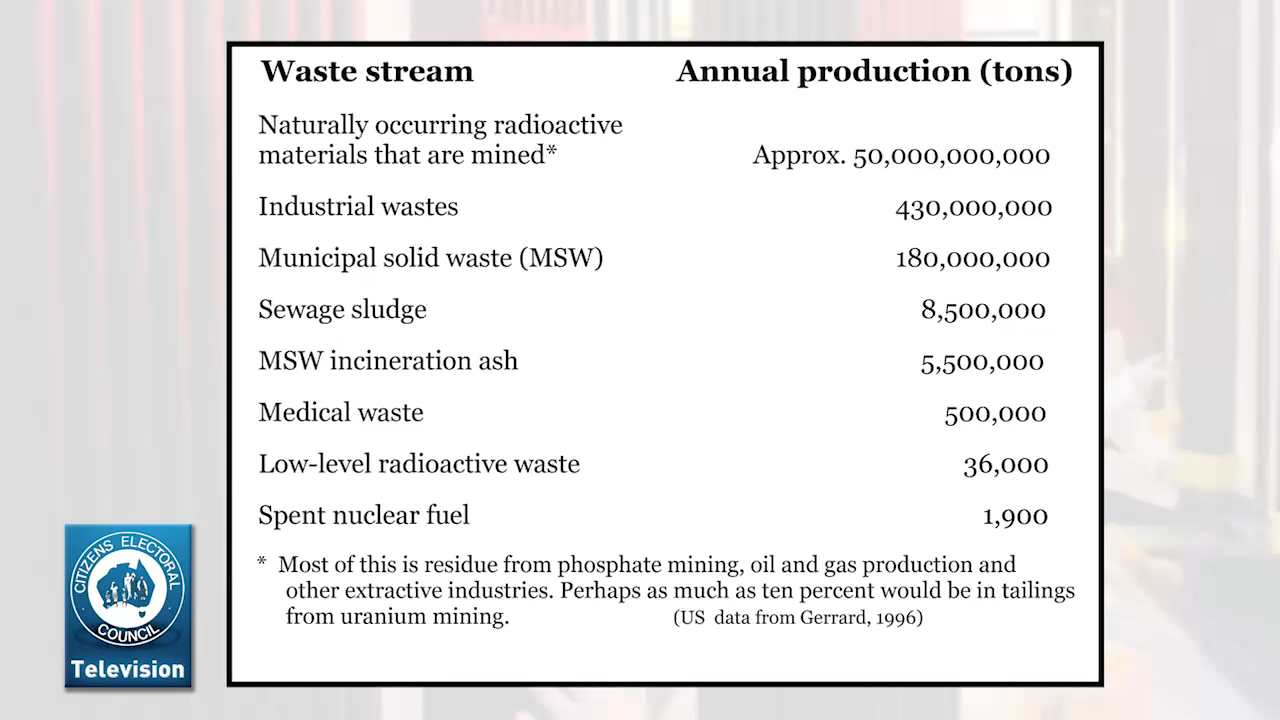 Waste stream Annual production (tons)
Naturally occurring radioactive
materials that are mined* Approx. 50,000,000,000
Industrial wastes 430,000,000
Municipal solid waste (MSW) 180,000,000
Sewage sludge 8,500,000
MSW incineration ash 5,500,000
Medical waste 500,000
Low-level radioactive waste 36,000
Spent nuclear fuel 1,900
* Most of this is residue from phosphate mining, oil and gas production and
other extractive industries. Perhaps as much as ten percent would be in tailings
from uranium mining. (US data from Gerrard, 1996)
CITIZENS ELECTORAL
COUNCIL
Television